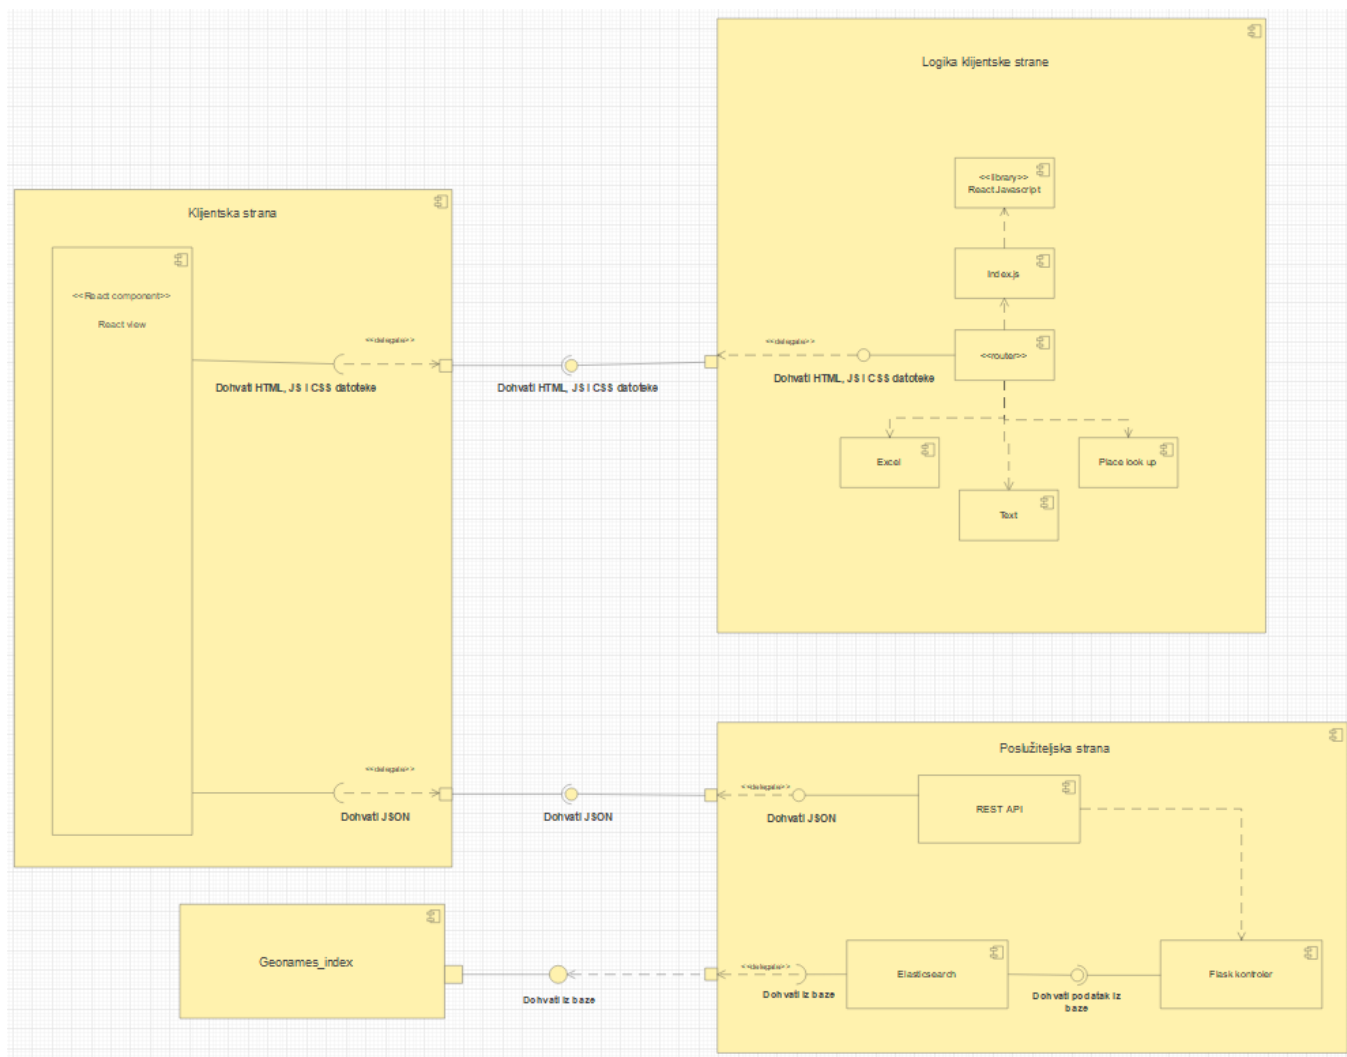 Logika klijentske strane
<<library>>
React Javascript
Index.js
<<router>>
<<delegate>>
Dohvati HTML, JS i CSS datoteke
Excel
Text
Place look up
Klijentska strana
<<React component>>
React view
<<delegate>>
Dohvati HTML, JS i CSS datoteke
Dohvati HTML, JS i CSS datoteke
<<delegate>>
Dohvati JSON
Dohvati JSON
Poslužiteljska strana
<<delegate>>
Dohvati JSON
REST API
Geonames_index
Dohvati iz baze
<<delegate>>
Dohvati iz baze
Elasticsearch
Dohvati podatak iz
baze
Flask kontroler